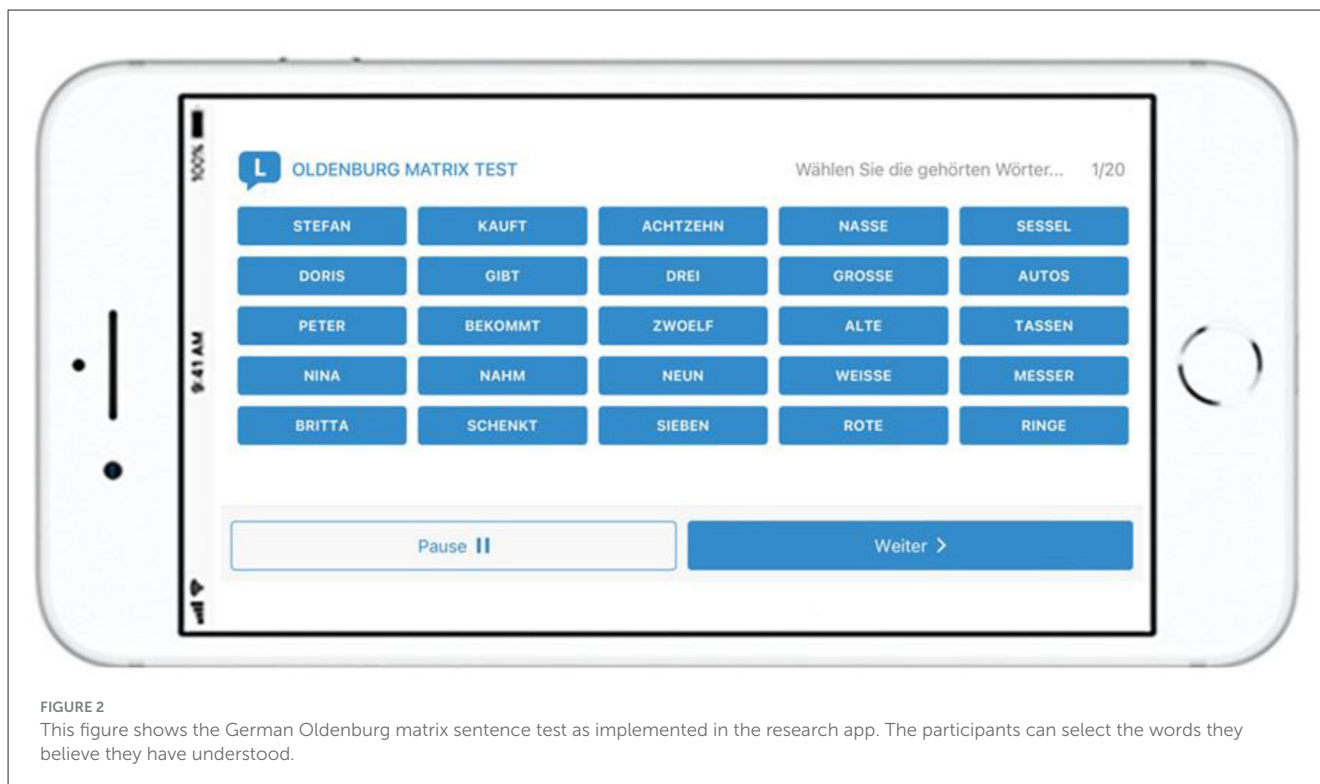 100%
9:41 AM
L OLDENBURG MATRIX TEST Wählen Sie die gehörten Wörter... 1/20
STEFAN KAUFT ACHTZEHN NASSE SESSEL
DORIS GIBT DREI GROSSE AUTOS
PETER BEKOMMT ZWOELF ALTE TASSEN
NINA NAHM NEUN WEISSE MESSER
BRITTA SCHENKT SIEBEN ROTE RINGE
Pause Weiter
FIGURE 2
This figure shows the German Oldenburg matrix sentence test as implemented in the research app. The participants can select the words they
believe they have understood.